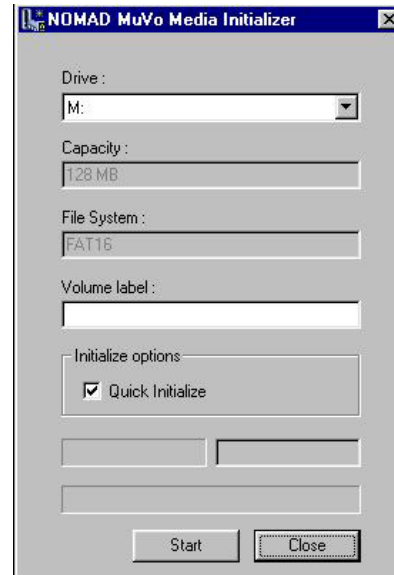 NOMAD MuVo Media Initializer
Drive :
M:
Capacity :
128 MB
File System :
FAT16
Volume label :
Initialize options
Quick Initialize
Start
Close